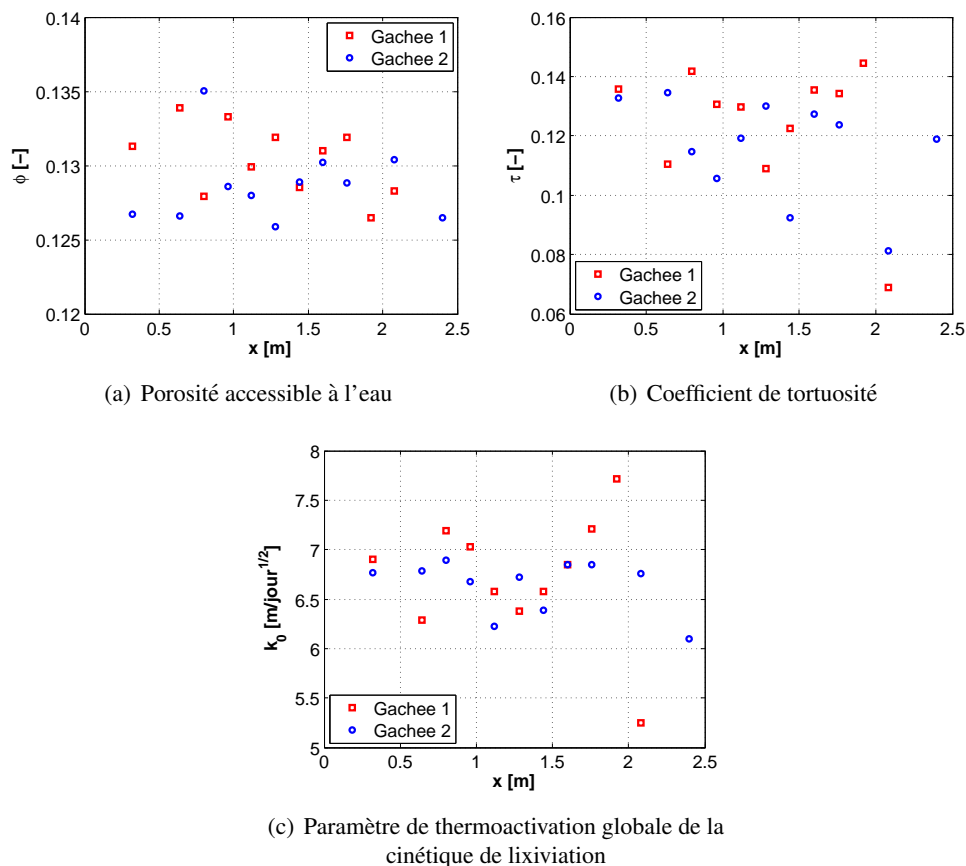 0.14
0.135
0.13
0.125
0.12
0
0.5
1
1.5
2
2.5
ϕ [−]
x [m]
Gachee 1
Gachee 2
(a) Porosité accessible à l'eau
0.16
0.14
0.12
0.1
0.08
0.06
0
0.5
1
1.5
2
2.5
τ [−]
x [m]
Gachee 1
Gachee 2
(b) Coefficient de tortuosité
8
7.5
7
6.5
6
5.5
5
0
0.5
1
1.5
2
2.5
k₀ [m/jour^1/2]
x [m]
Gachee 1
Gachee 2
(c) Paramètre de thermoactivation globale de la
cinétique de lixiviation